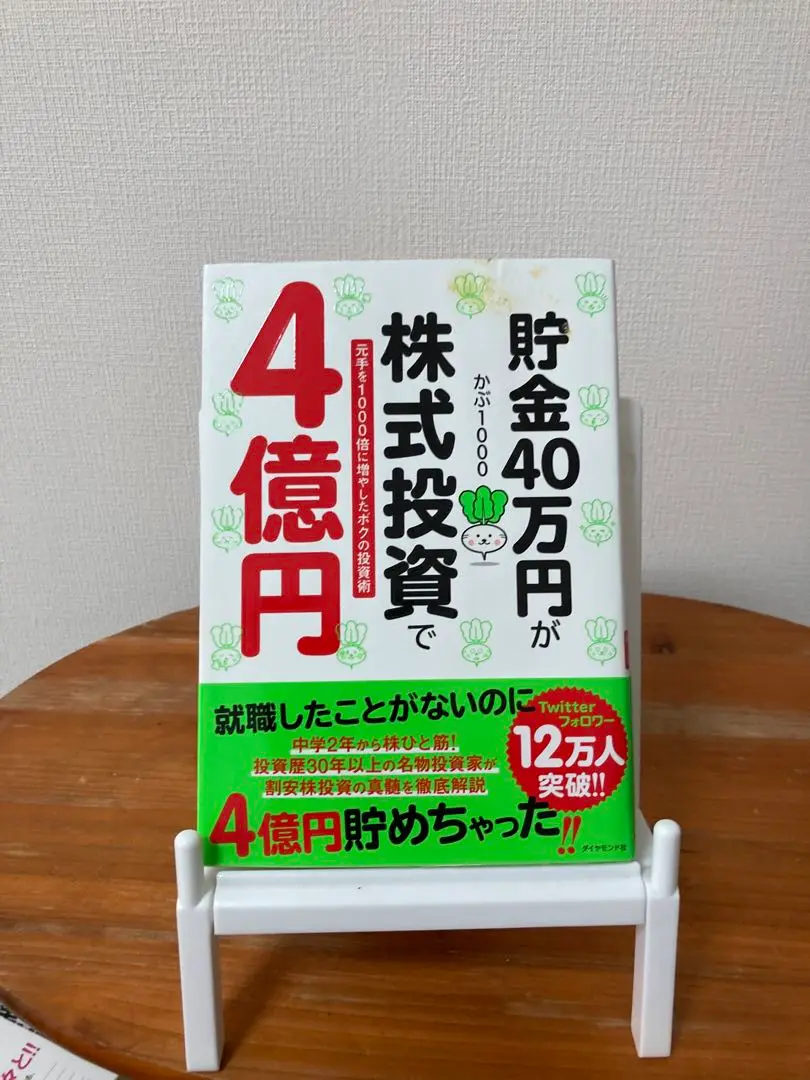 貯金40万円が
かぶ1000
株式投資で
元手を1000倍に増やしたボクの投資術
4億円
就職したことがないのに
中学2年から株ひと筋!
投資歴30年以上の名物投資家が
割安株投資の真髄を徹底解説
4億円貯めちゃった!!
Twitter
フォロワー
12万人
突破!!
ダイヤモンド社